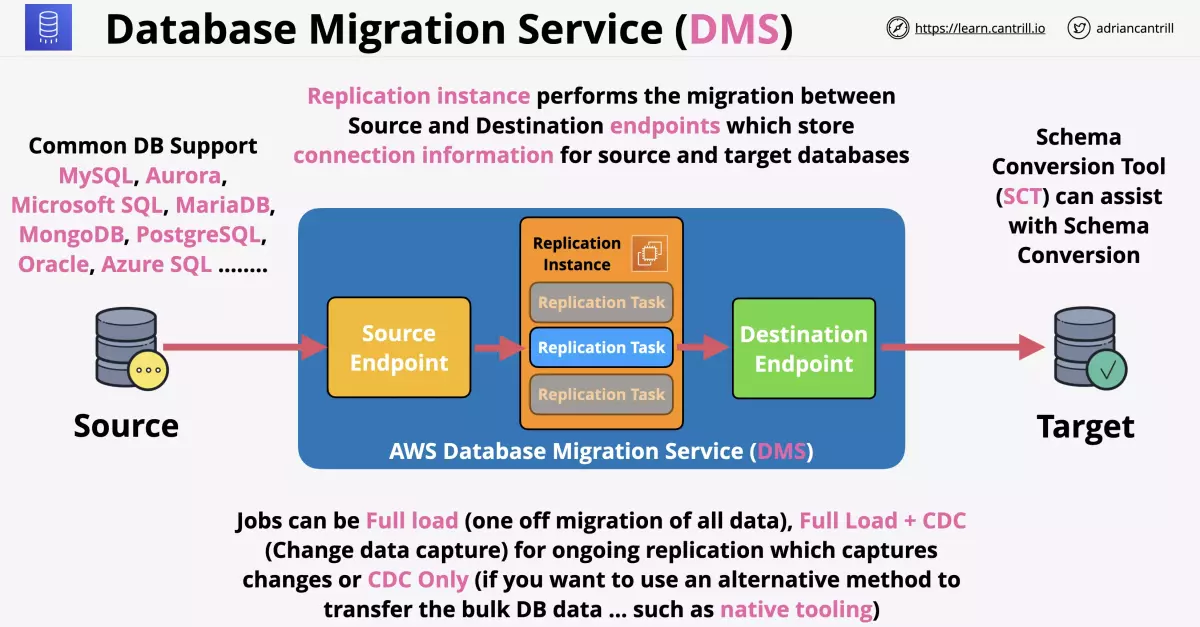 Database Migration Service (DMS)
https://learn.cantrill.io
adriancantrill
Replication instance performs the migration between
Source and Destination endpoints which store
connection information for source and target databases
Common DB Support
MySQL, Aurora,
Microsoft SQL, MariaDB,
MongoDB, PostgreSQL,
Oracle, Azure SQL ........
Schema
Conversion Tool
(SCT) can assist
with Schema
Conversion
Source
Source
Endpoint
Replication
Instance
Replication Task
Replication Task
Replication Task
Destination
Endpoint
AWS Database Migration Service (DMS)
Target
Jobs can be Full load (one off migration of all data), Full Load + CDC
(Change data capture) for ongoing replication which captures
changes or CDC Only (if you want to use an alternative method to
transfer the bulk DB data ... such as native tooling)